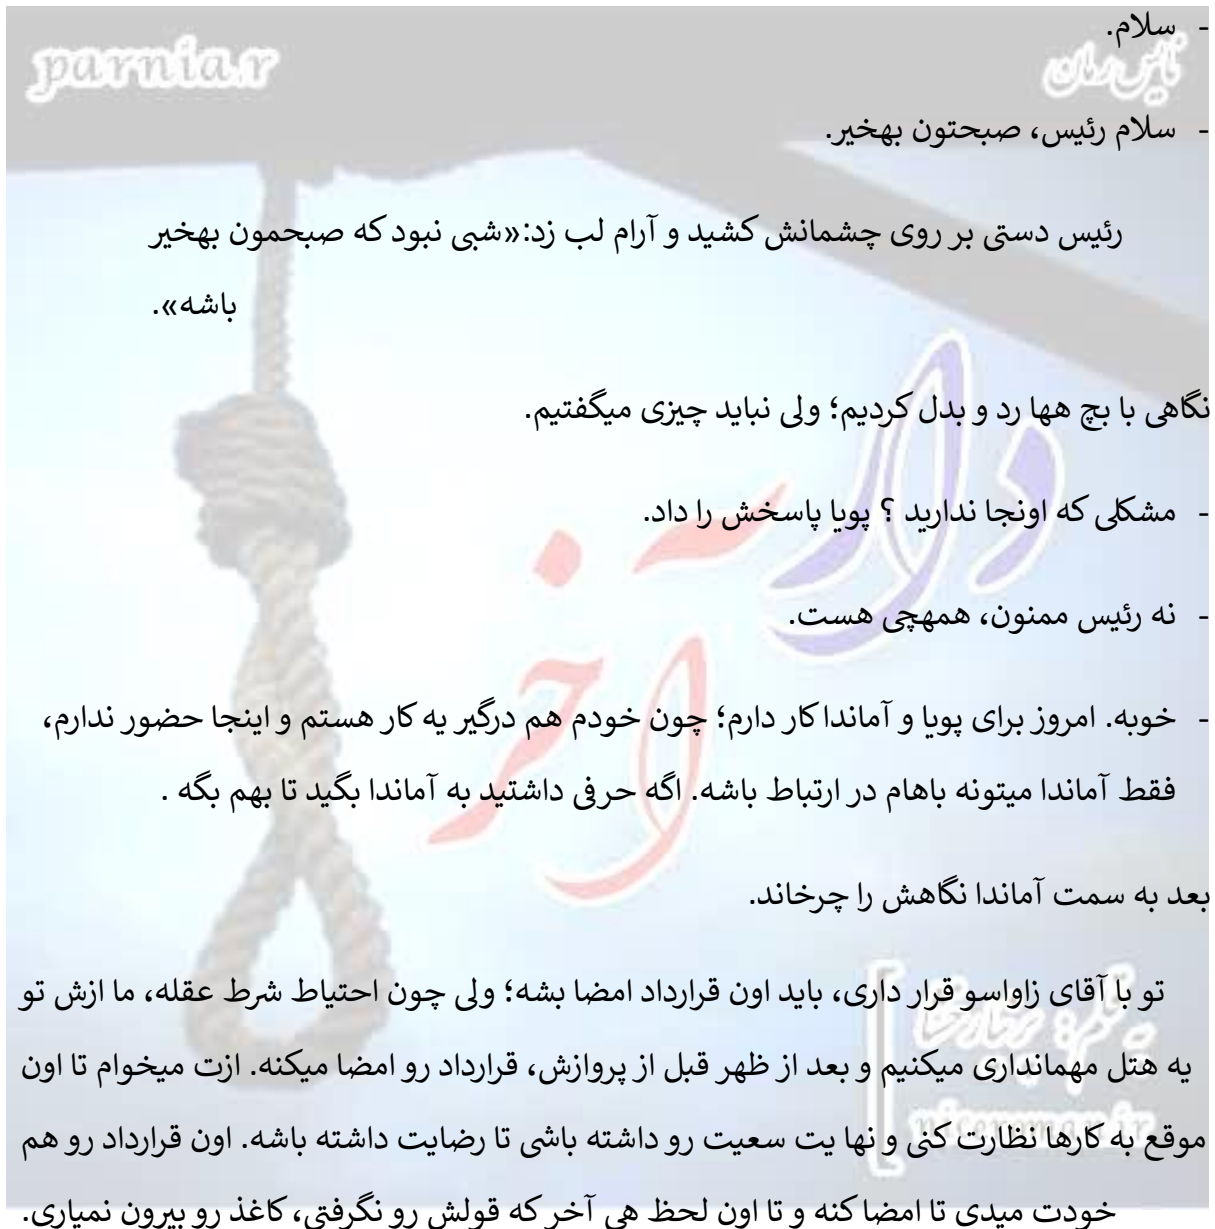 - سلام.
parnia.r
نایس رمان
- سلام رئیس، صبحتون بهخیر.
رئیس دستی بر روی چشمانش کشید و آرام لب زد:«شبی نبود که صبحمون بهخیر
باشه».
نگاهی با بچ هها رد و بدل کردیم؛ ولی نباید چیزی میگفتیم.
- مشکلی که اونجا ندارید ؟ پویا پاسخش را داد.
- نه رئیس ممنون، همهچی هست.
- خوبه. امروز برای پویا و آماندا کار دارم؛ چون خودم هم درگیر یه کار هستم و اینجا حضور ندارم،
فقط آماندا میتونه باهام در ارتباط باشه. اگه حرفی داشتید به آماندا بگید تا بهم بگه .
بعد به سمت آماندا نگاهش را چرخاند.
تو با آقای زاواسو قرار داری، باید اون قرارداد امضا بشه؛ ولی چون احتیاط شرط عقله، ما ازش تو
یه هتل مهمانداری میکنیم و بعد از ظهر قبل از پروازش، قرارداد رو امضا میکنه. ازت میخوام تا اون
موقع به کارها نظارت کنی و نها یت سعیت رو داشته باشی تا رضایت داشته باشه. اون قرارداد رو هم
خودت میدی تا امضا کنه و تا اون لحظ هی آخر که قولش رو نگرفتی، کاغذ رو بیرون نمیاری.
دار آخر